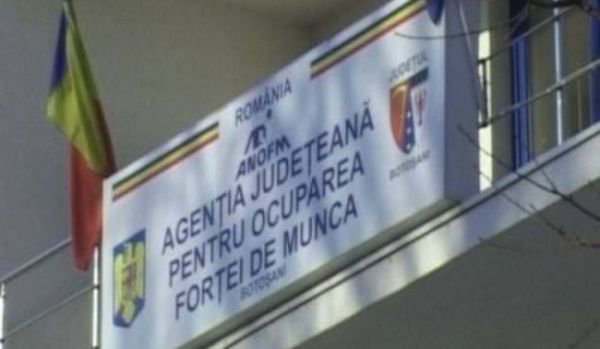 ROMÂNIA
ANOFM
AGENȚIA JUDEȚEANĂ
PENTRU OCUPAREA
FORȚEI DE MUNCA
BOTOȘANI
JUDEȚUL
BOTOȘANI